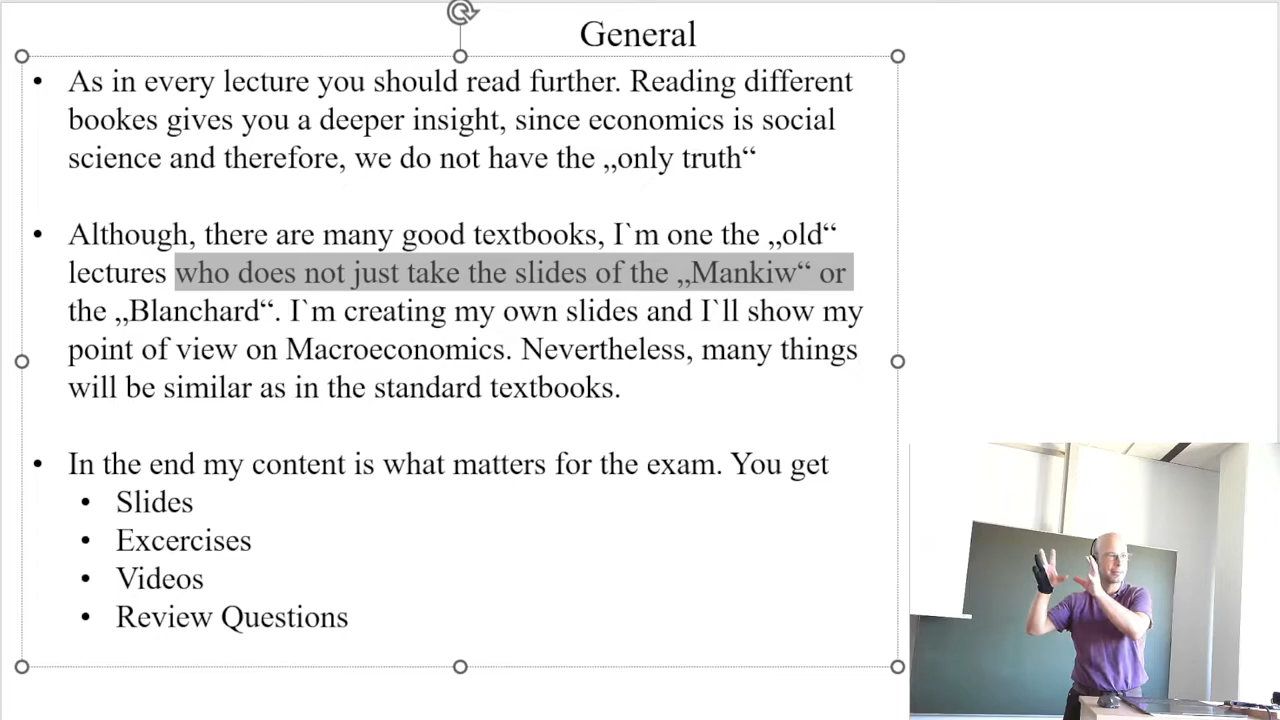 General
• As in every lecture you should read further. Reading different
bookes gives you a deeper insight, since economics is social
science and therefore, we do not have the „only truth“
• Although, there are many good textbooks, I`m one the „old“
lectures who does not just take the slides of the „Mankiw“ or
the „Blanchard“. I`m creating my own slides and I`ll show my
point of view on Macroeconomics. Nevertheless, many things
will be similar as in the standard textbooks.
• In the end my content is what matters for the exam. You get
• Slides
• Excercises
• Videos
• Review Questions